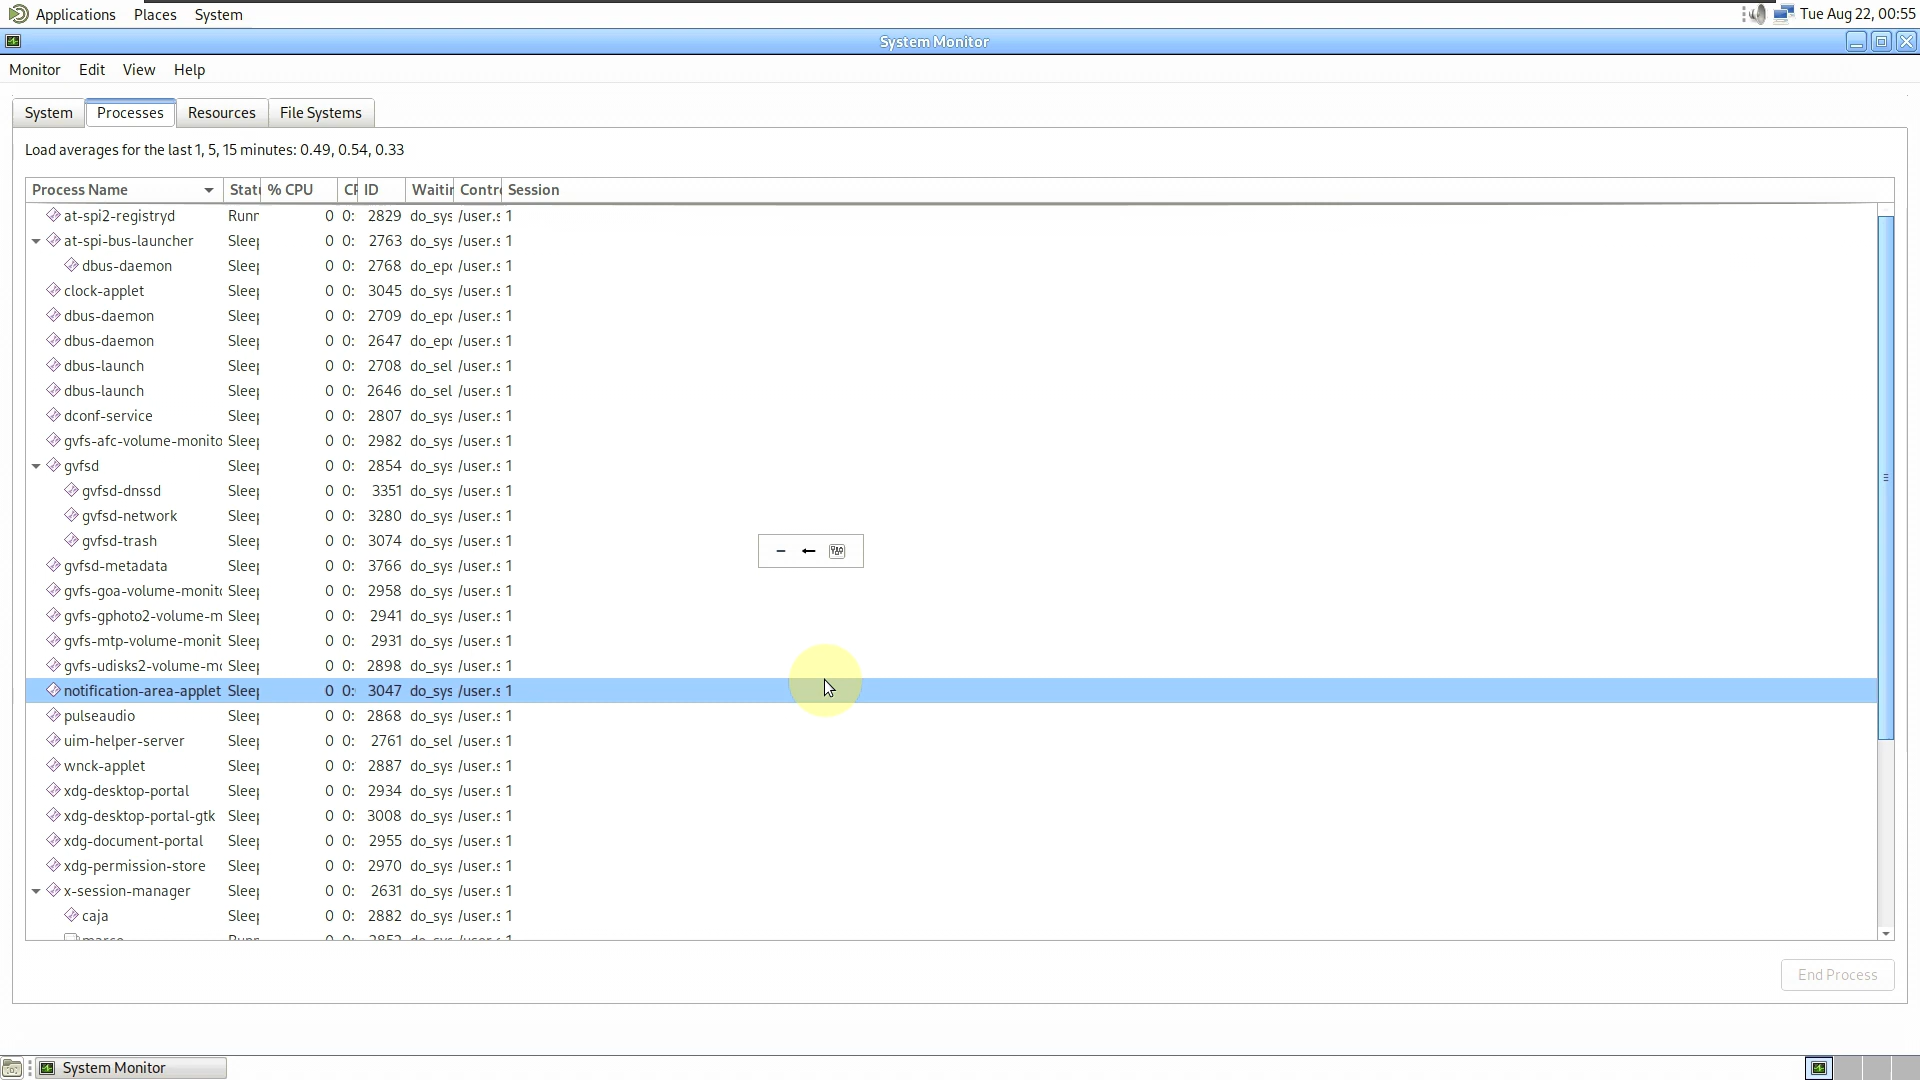 Applications Places System Tue Aug 22, 00:55
System Monitor
Monitor Edit View Help
System Processes Resources File Systems
Load averages for the last 1, 5, 15 minutes: 0.49, 0.54, 0.33
Process Name Statu % CPU CP ID Waitin Contro Session
at-spi2-registryd Runn 0 0: 2829 do_sys /user.s 1
at-spi-bus-launcher Sleep 0 0: 2763 do_sys /user.s 1
dbus-daemon Sleep 0 0: 2768 do_epo /user.s 1
clock-applet Sleep 0 0: 3045 do_sys /user.s 1
dbus-daemon Sleep 0 0: 2709 do_epo /user.s 1
dbus-daemon Sleep 0 0: 2647 do_epo /user.s 1
dbus-launch Sleep 0 0: 2708 do_sel /user.s 1
dbus-launch Sleep 0 0: 2646 do_sel /user.s 1
dconf-service Sleep 0 0: 2807 do_sys /user.s 1
gvfs-afc-volume-monito Sleep 0 0: 2982 do_sys /user.s 1
gvfsd Sleep 0 0: 2854 do_sys /user.s 1
gvfsd-dnssd Sleep 0 0: 3351 do_sys /user.s 1
gvfsd-network Sleep 0 0: 3280 do_sys /user.s 1
gvfsd-trash Sleep 0 0: 3074 do_sys /user.s 1
gvfsd-metadata Sleep 0 0: 3766 do_sys /user.s 1
gvfs-goa-volume-monito Sleep 0 0: 2958 do_sys /user.s 1
gvfs-gphoto2-volume-m Sleep 0 0: 2941 do_sys /user.s 1
gvfs-mtp-volume-monit Sleep 0 0: 2931 do_sys /user.s 1
gvfs-udisks2-volume-mo Sleep 0 0: 2898 do_sys /user.s 1
notification-area-applet Sleep 0 0: 3047 do_sys /user.s 1
pulseaudio Sleep 0 0: 2868 do_sys /user.s 1
uim-helper-server Sleep 0 0: 2761 do_sel /user.s 1
wnck-applet Sleep 0 0: 2887 do_sys /user.s 1
xdg-desktop-portal Sleep 0 0: 2934 do_sys /user.s 1
xdg-desktop-portal-gtk Sleep 0 0: 3008 do_sys /user.s 1
xdg-document-portal Sleep 0 0: 2955 do_sys /user.s 1
xdg-permission-store Sleep 0 0: 2970 do_sys /user.s 1
x-session-manager Sleep 0 0: 2631 do_sys /user.s 1
caja Sleep 0 0: 2882 do_sys /user.s 1
End Process
System Monitor